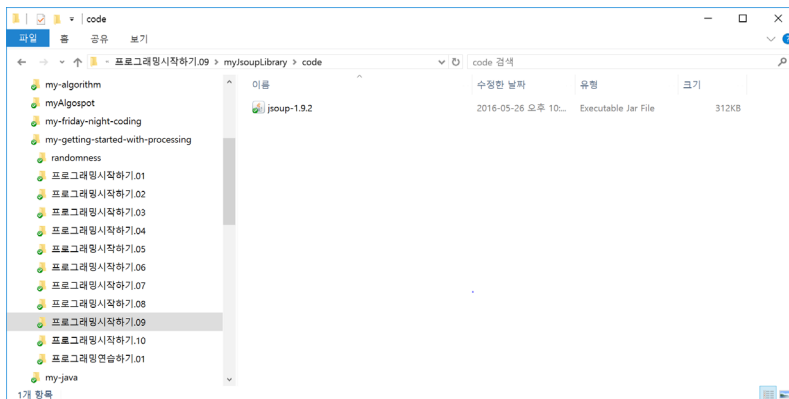 code
파일 홈 공유 보기
프로그래밍시작하기.09 > myJsoupLibrary > code code 검색
이름 수정한 날짜 유형 크기
jsoup-1.9.2 2016-05-26 오후 10:... Executable Jar File 312KB
my-algorithm
myAlgospot
my-friday-night-coding
my-getting-started-with-processing
randomness
프로그래밍시작하기.01
프로그래밍시작하기.02
프로그래밍시작하기.03
프로그래밍시작하기.04
프로그래밍시작하기.05
프로그래밍시작하기.06
프로그래밍시작하기.07
프로그래밍시작하기.08
프로그래밍시작하기.09
프로그래밍시작하기.10
프로그래밍연습하기.01
my-java
1개 항목